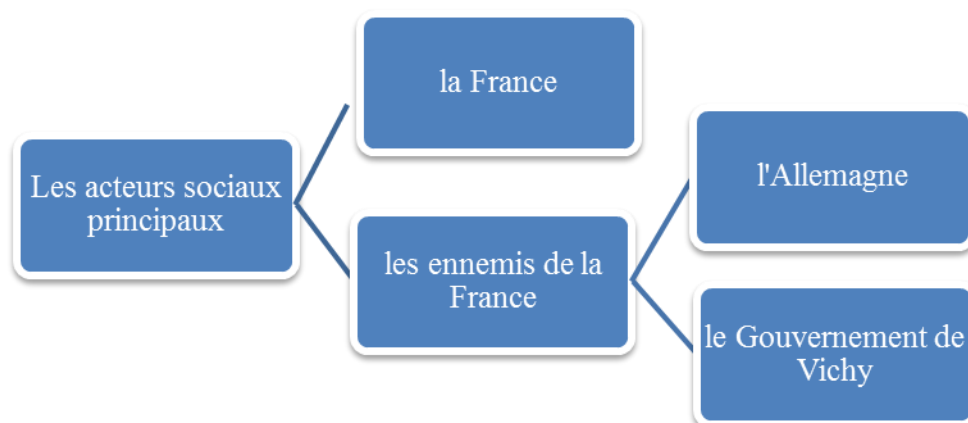 la France
Les acteurs sociaux
principaux
l'Allemagne
les ennemis de la
France
le Gouvernement de
Vichy